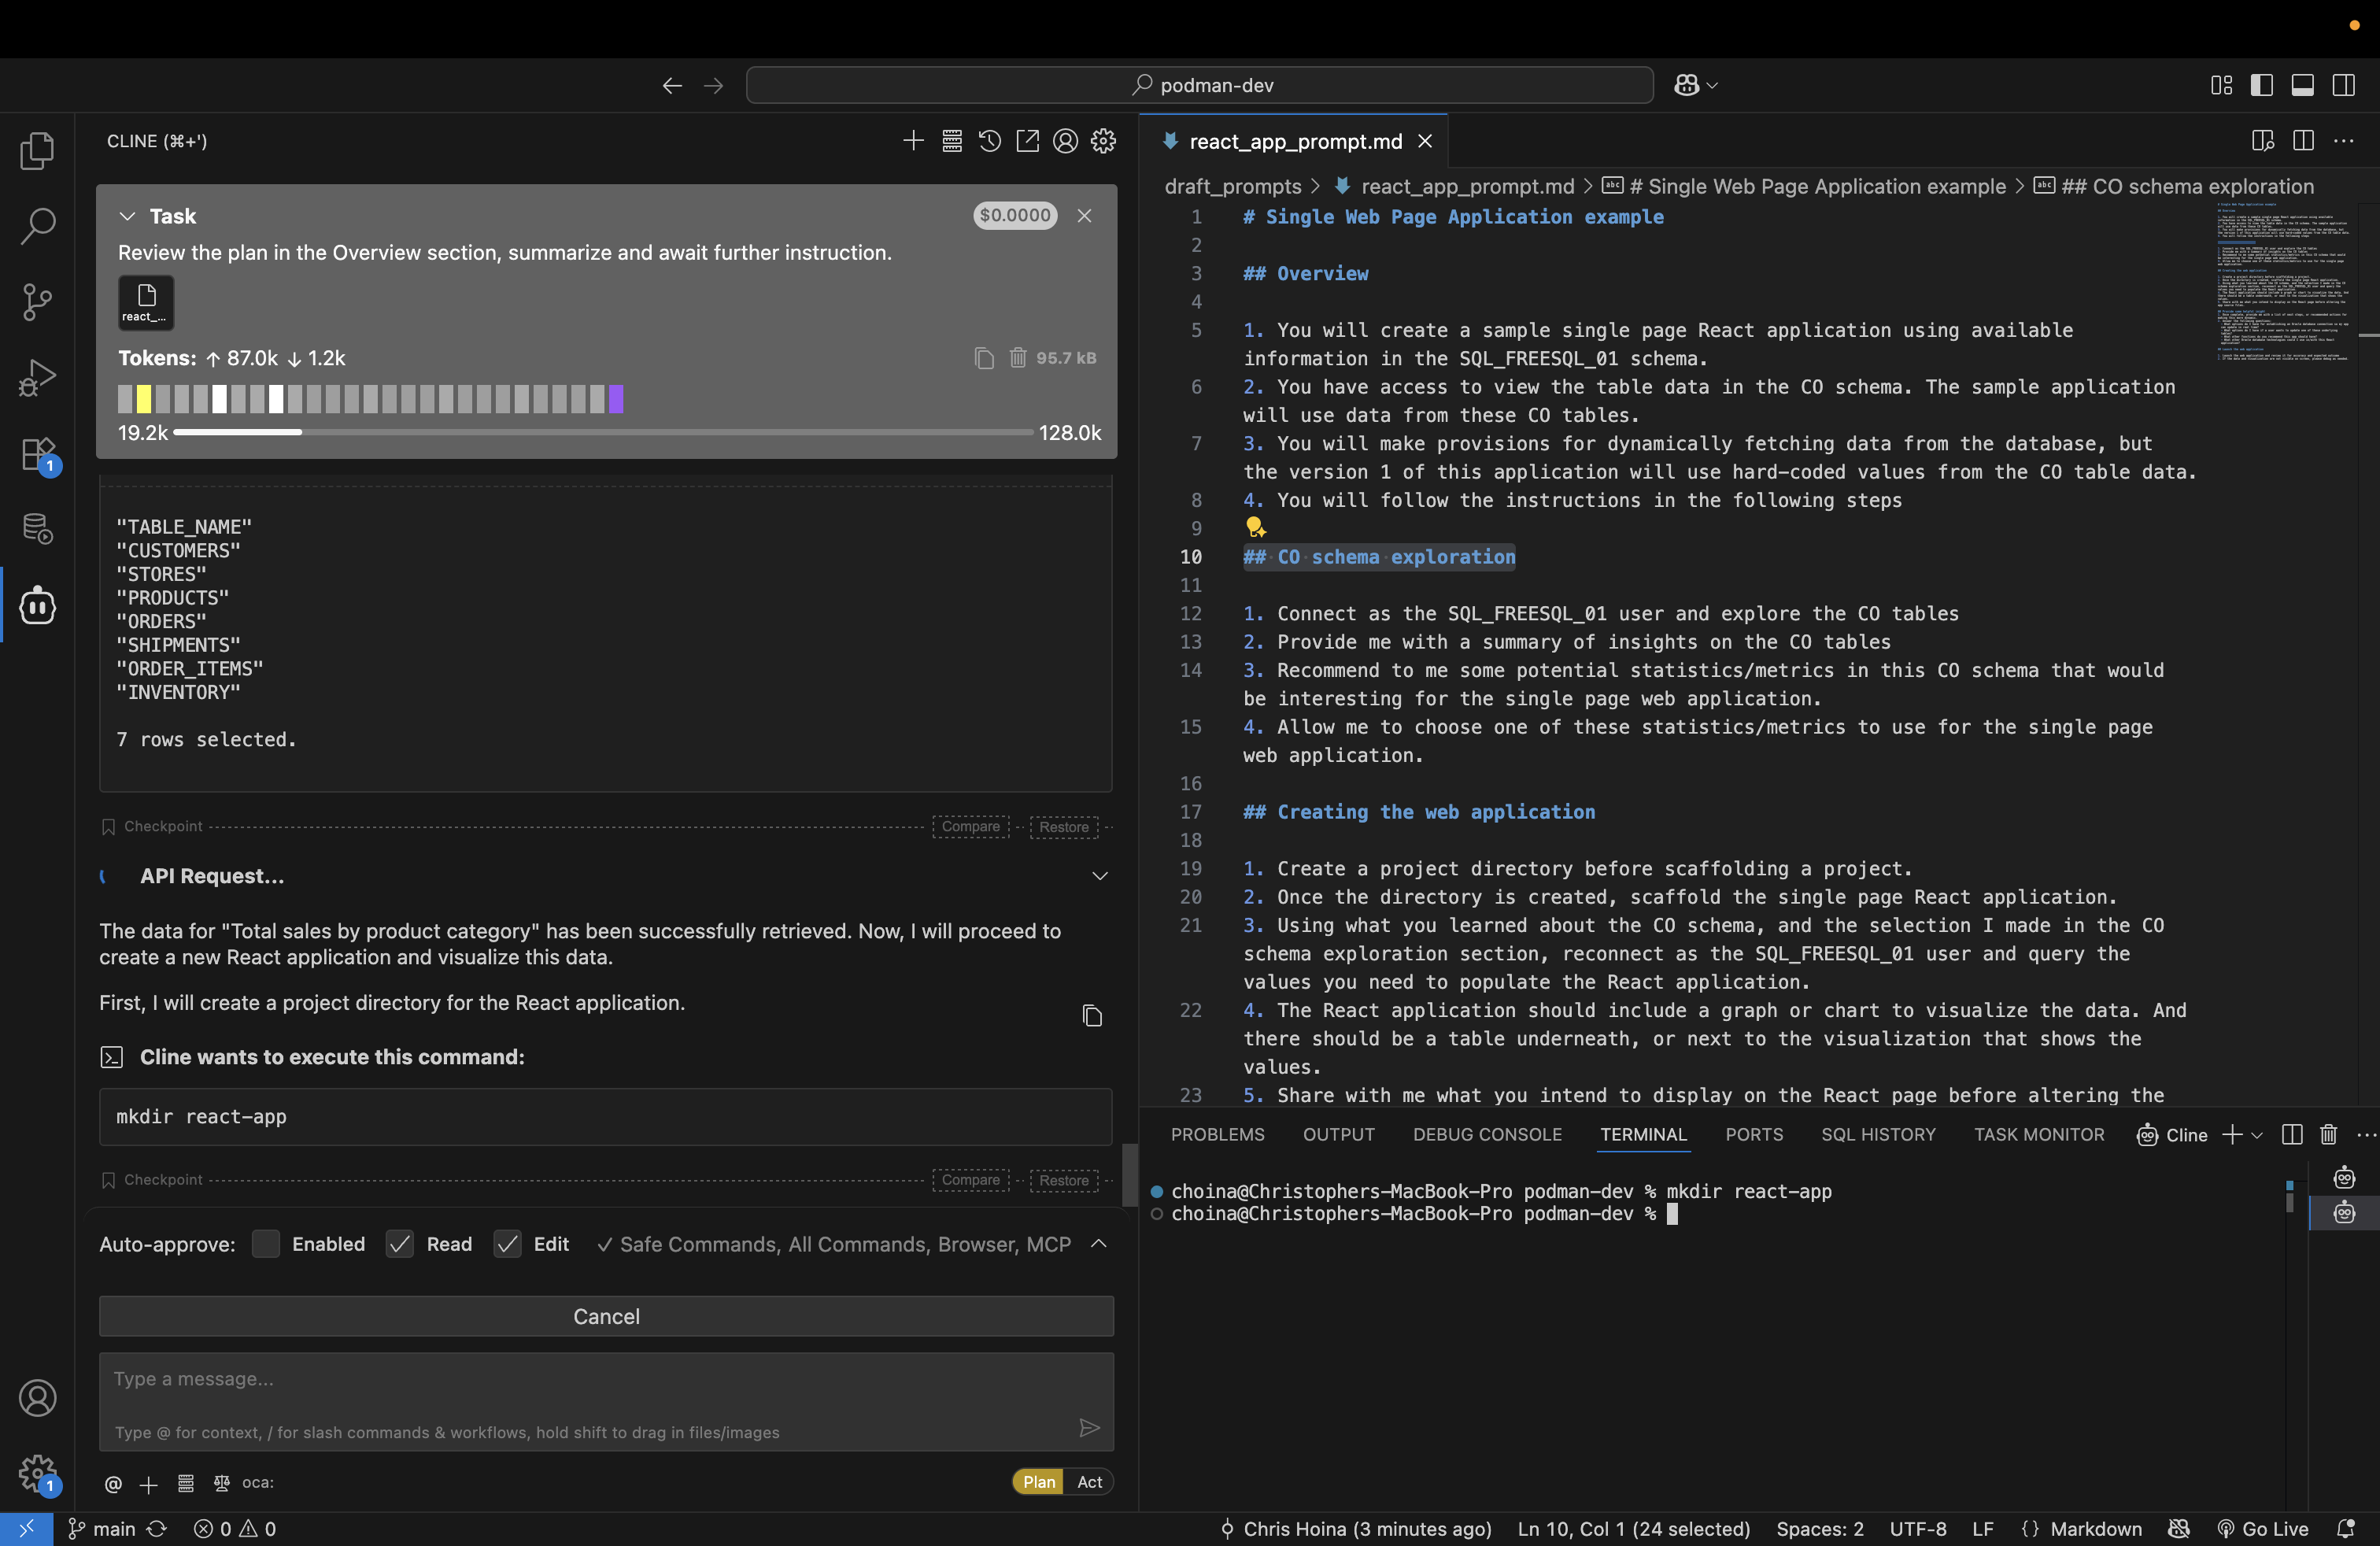 podman-dev
CLINE (⌘+')
Task
$0.0000
Review the plan in the Overview section, summarize and await further instruction.
react_...
Tokens: ↑ 87.0k ↓ 1.2k
95.7 kB
19.2k
128.0k
"TABLE_NAME"
"CUSTOMERS"
"STORES"
"PRODUCTS"
"ORDERS"
"SHIPMENTS"
"ORDER_ITEMS"
"INVENTORY"
7 rows selected.
Checkpoint
Compare
Restore
API Request...
The data for "Total sales by product category" has been successfully retrieved. Now, I will proceed to
create a new React application and visualize this data.
First, I will create a project directory for the React application.
Cline wants to execute this command:
mkdir react-app
Checkpoint
Compare
Restore
Auto-approve: Enabled Read Edit ✓ Safe Commands, All Commands, Browser, MCP
Cancel
Type a message...
Type @ for context, / for slash commands & workflows, hold shift to drag in files/images
@ oca:
Plan Act
1
1
react_app_prompt.md
draft_prompts > react_app_prompt.md > # Single Web Page Application example > ## CO schema exploration
1 # Single Web Page Application example
2
3 ## Overview
4
5 1. You will create a sample single page React application using available
information in the SQL_FREESQL_01 schema.
6 2. You have access to view the table data in the CO schema. The sample application
will use data from these CO tables.
7 3. You will make provisions for dynamically fetching data from the database, but
the version 1 of this application will use hard-coded values from the CO table data.
8 4. You will follow the instructions in the following steps
9
10 ## CO schema exploration
11
12 1. Connect as the SQL_FREESQL_01 user and explore the CO tables
13 2. Provide me with a summary of insights on the CO tables
14 3. Recommend to me some potential statistics/metrics in this CO schema that would
be interesting for the single page web application.
15 4. Allow me to choose one of these statistics/metrics to use for the single page
web application.
16
17 ## Creating the web application
18
19 1. Create a project directory before scaffolding a project.
20 2. Once the directory is created, scaffold the single page React application.
21 3. Using what you learned about the CO schema, and the selection I made in the CO
schema exploration section, reconnect as the SQL_FREESQL_01 user and query the
values you need to populate the React application.
22 4. The React application should include a graph or chart to visualize the data. And
there should be a table underneath, or next to the visualization that shows the
values.
23 5. Share with me what you intend to display on the React page before altering the
PROBLEMS OUTPUT DEBUG CONSOLE TERMINAL PORTS SQL HISTORY TASK MONITOR Cline
choina@Christophers-MacBook-Pro podman-dev % mkdir react-app
choina@Christophers-MacBook-Pro podman-dev %
main 0 0
Chris Hoina (3 minutes ago) Ln 10, Col 1 (24 selected) Spaces: 2 UTF-8 LF {} Markdown Go Live